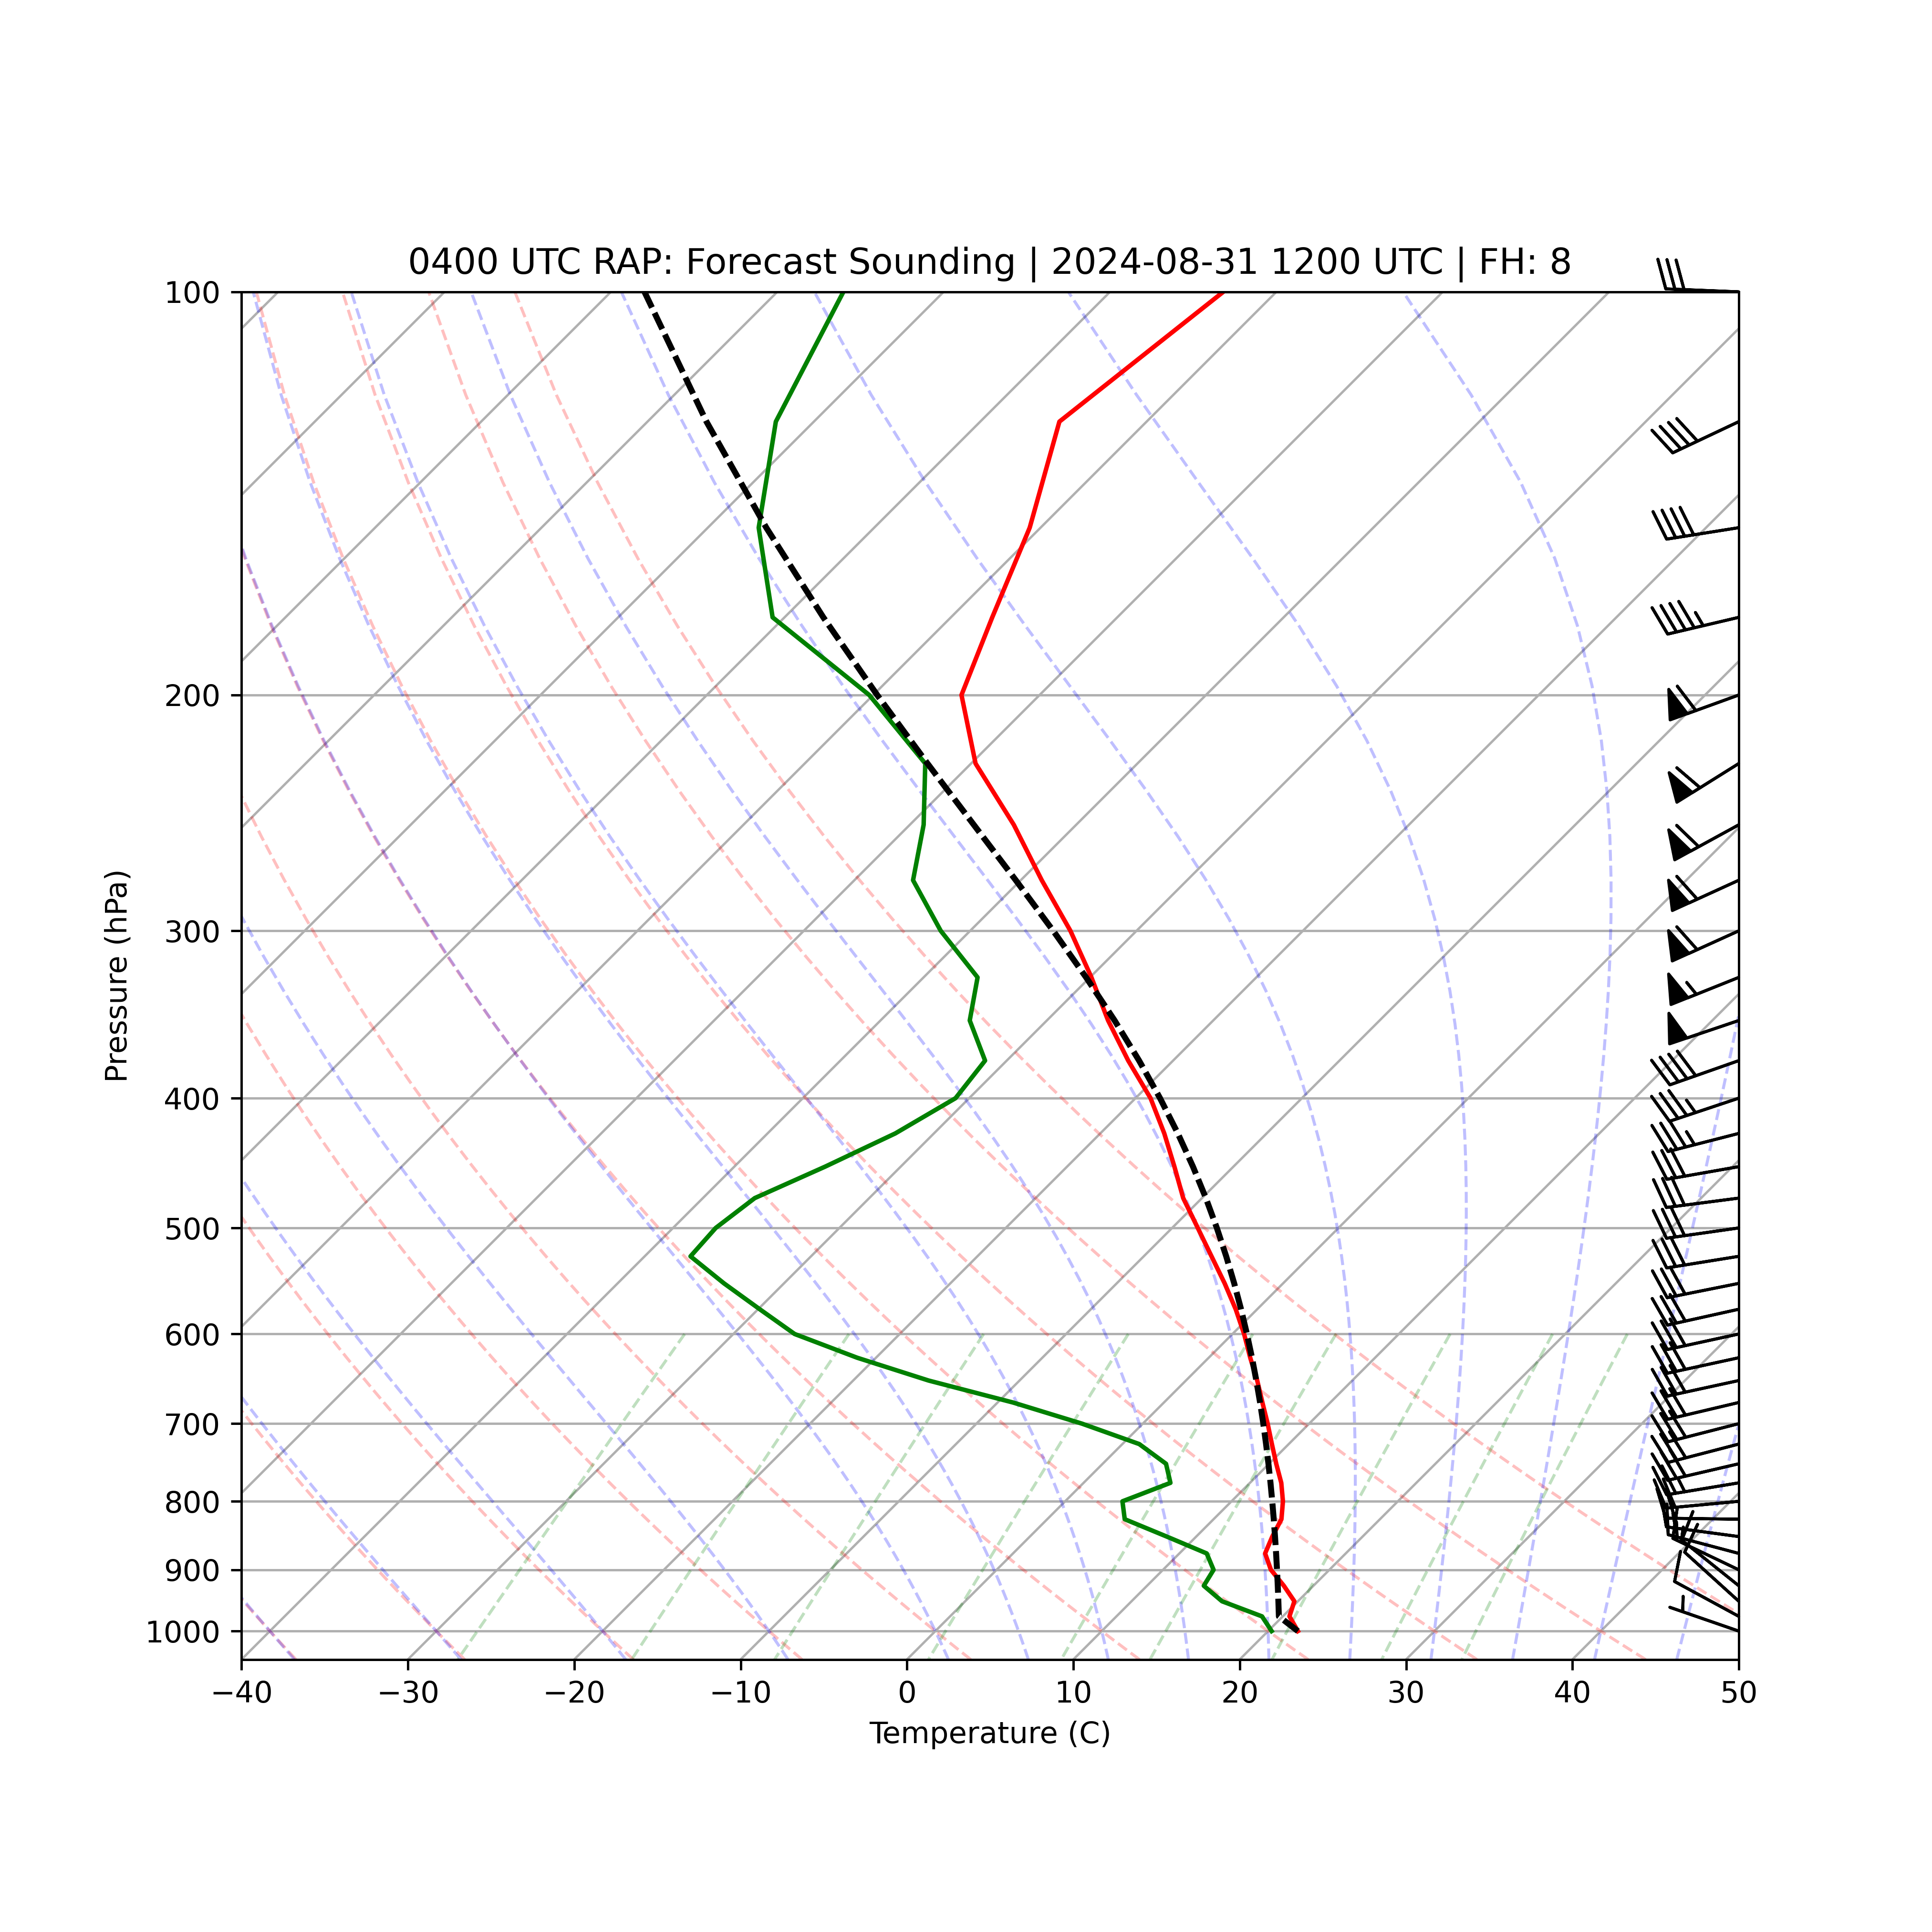 0400 UTC RAP: Forecast Sounding | 2024-08-31 1200 UTC | FH: 8
100
200
300
400
500
600
700
800
900
1000
Pressure (hPa)
−40 −30 −20 −10 0 10 20 30 40 50
Temperature (C)